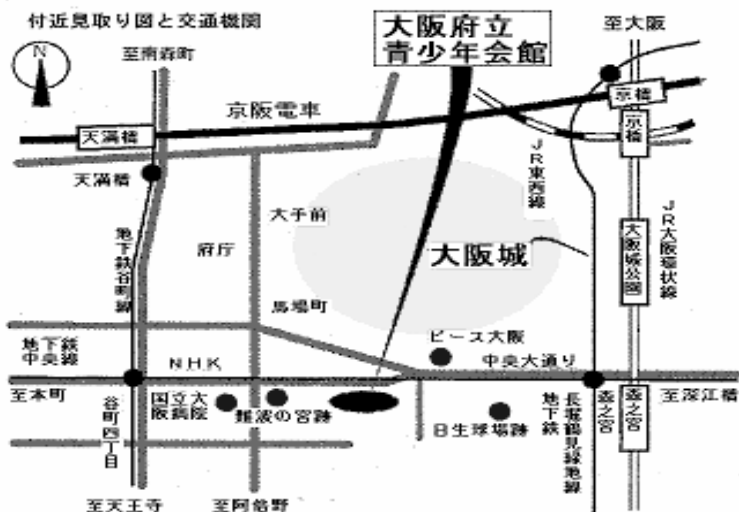 付近見取り図と交通機関
大阪府立
青少年会館
至大阪
N
至南森町
京橋
京阪電車
天満橋
京橋
天満橋
JR東西線
大手前
地下鉄谷町線
府庁
大阪城
大阪城公園
JR大阪環状線
馬場町
ピース大阪
地下鉄
中央線
NHK
中央大通り
至本町
国立大
阪病院
難波の宮跡
谷町四丁目
日生球場跡
地下鉄
長堀鶴見緑地線
森之宮
森之宮
至深江橋
至天王寺
至阿倍野